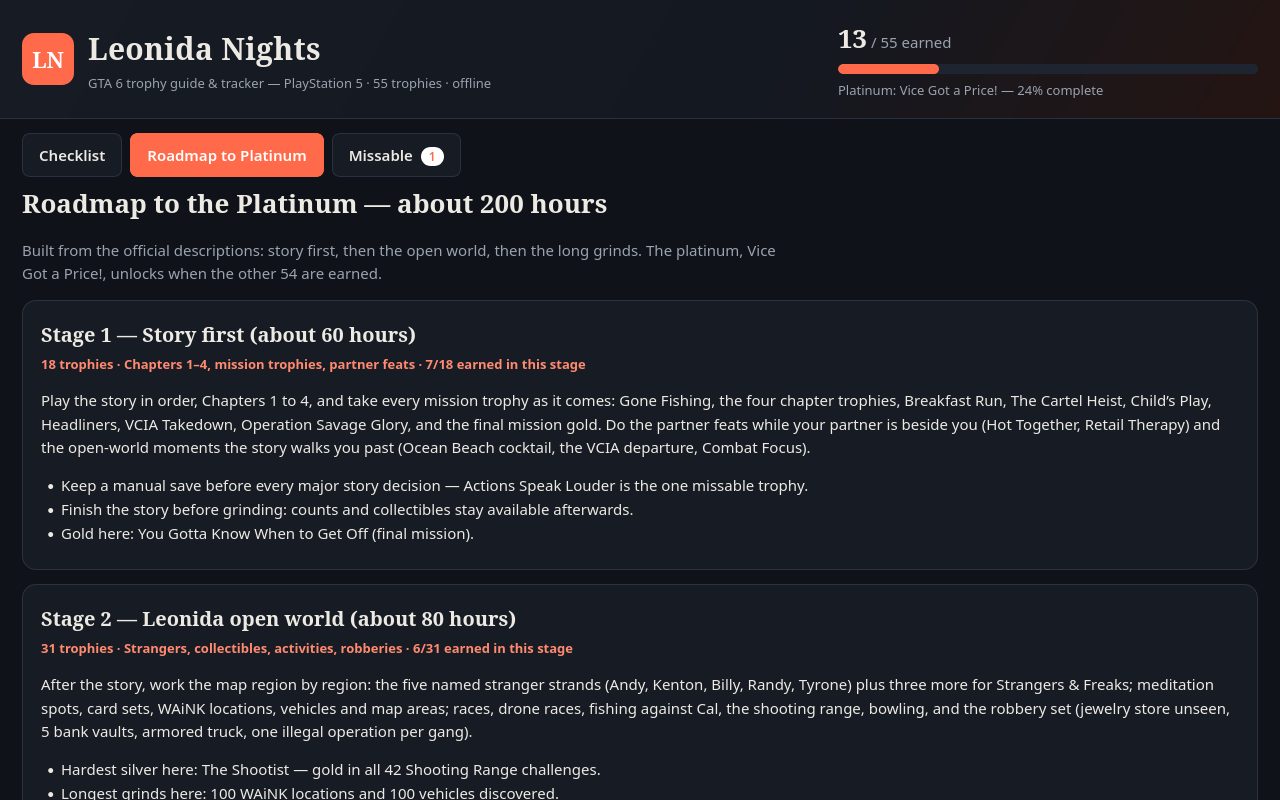 LN
Leonida Nights
GTA 6 trophy guide & tracker — PlayStation 5 · 55 trophies · offline
13 / 55 earned
Platinum: Vice Got a Price! — 24% complete
Checklist
Roadmap to Platinum
Missable 1
Roadmap to the Platinum — about 200 hours
Built from the official descriptions: story first, then the open world, then the long grinds. The platinum, Vice
Got a Price!, unlocks when the other 54 are earned.
Stage 1 — Story first (about 60 hours)
18 trophies · Chapters 1–4, mission trophies, partner feats · 7/18 earned in this stage
Play the story in order, Chapters 1 to 4, and take every mission trophy as it comes: Gone Fishing, the four chapter trophies, Breakfast Run, The Cartel Heist, Child’s Play,
Headliners, VCIA Takedown, Operation Savage Glory, and the final mission gold. Do the partner feats while your partner is beside you (Hot Together, Retail Therapy) and
the open-world moments the story walks you past (Ocean Beach cocktail, the VCIA departure, Combat Focus).
• Keep a manual save before every major story decision — Actions Speak Louder is the one missable trophy.
• Finish the story before grinding: counts and collectibles stay available afterwards.
• Gold here: You Gotta Know When to Get Off (final mission).
Stage 2 — Leonida open world (about 80 hours)
31 trophies · Strangers, collectibles, activities, robberies · 6/31 earned in this stage
After the story, work the map region by region: the five named stranger strands (Andy, Kenton, Billy, Randy, Tyrone) plus three more for Strangers & Freaks; meditation
spots, card sets, WAiNK locations, vehicles and map areas; races, drone races, fishing against Cal, the shooting range, bowling, and the robbery set (jewelry store unseen,
5 bank vaults, armored truck, one illegal operation per gang).
• Hardest silver here: The Shootist — gold in all 42 Shooting Range challenges.
• Longest grinds here: 100 WAiNK locations and 100 vehicles discovered.